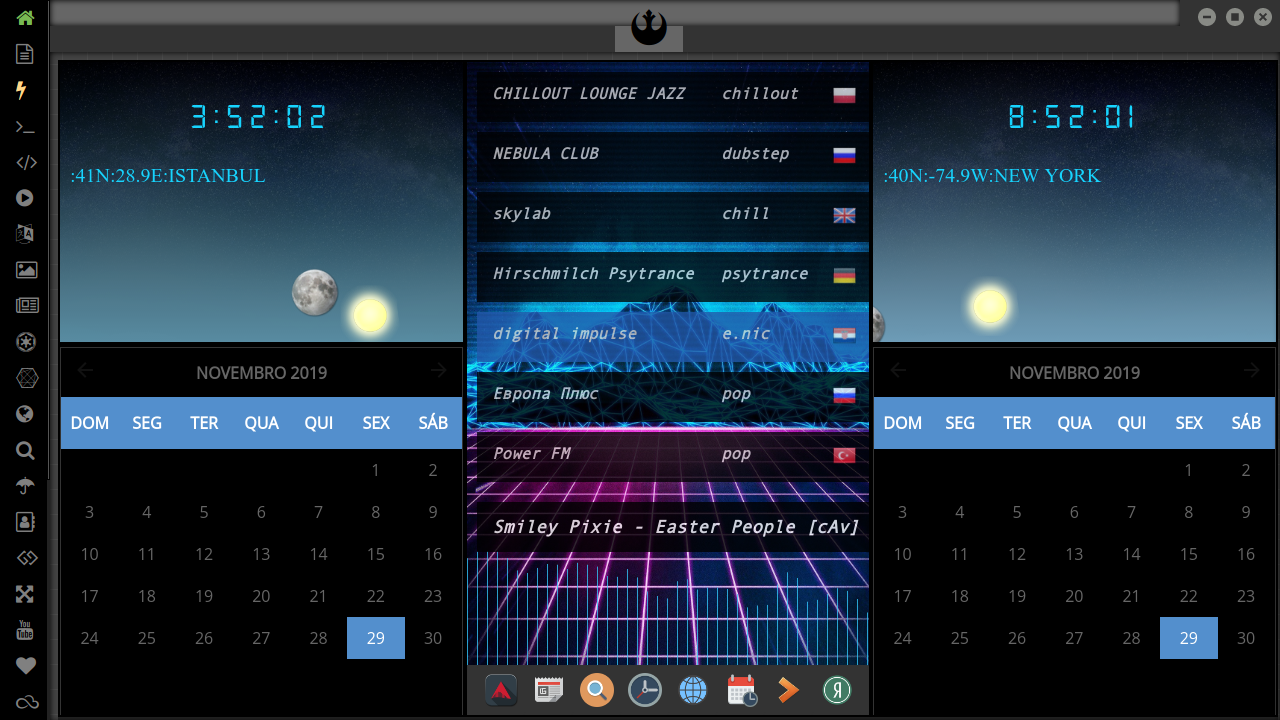 3:52:02
:41N:28.9E:ISTANBUL
NOVEMBRO 2019
DOM SEG TER QUA QUI SEX SÁB
1 2
3 4 5 6 7 8 9
10 11 12 13 14 15 16
17 18 19 20 21 22 23
24 25 26 27 28 29 30
CHILLOUT LOUNGE JAZZ chillout
NEBULA CLUB dubstep
skylab chill
Hirschmilch Psytrance psytrance
digital impulse e.nic
Европа Плюс pop
Power FM pop
Smiley Pixie - Easter People [cAv]
Я
8:52:01
:40N:-74.9W:NEW YORK
NOVEMBRO 2019
DOM SEG TER QUA QUI SEX SÁB
1 2
3 4 5 6 7 8 9
10 11 12 13 14 15 16
17 18 19 20 21 22 23
24 25 26 27 28 29 30
You
Tube